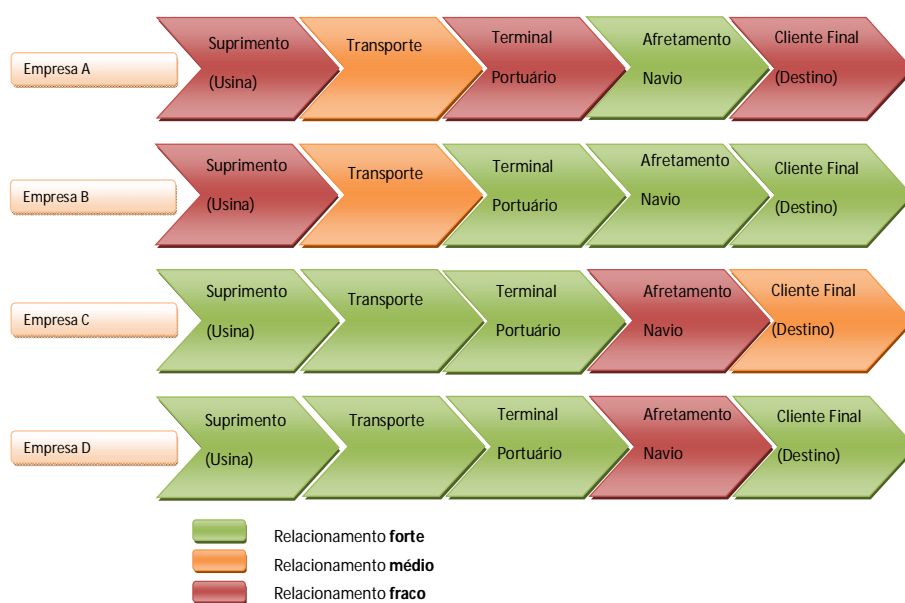 Suprimento
(Usina)
Transporte
Terminal
Portuário
Afretamento
Navio
Cliente Final
(Destino)
Empresa A
Suprimento
(Usina)
Transporte
Terminal
Portuário
Afretamento
Navio
Cliente Final
(Destino)
Empresa B
Suprimento
(Usina)
Transporte
Terminal
Portuário
Afretamento
Navio
Cliente Final
(Destino)
Empresa C
Suprimento
(Usina)
Transporte
Terminal
Portuário
Afretamento
Navio
Cliente Final
(Destino)
Empresa D
Relacionamento forte
Relacionamento médio
Relacionamento fraco